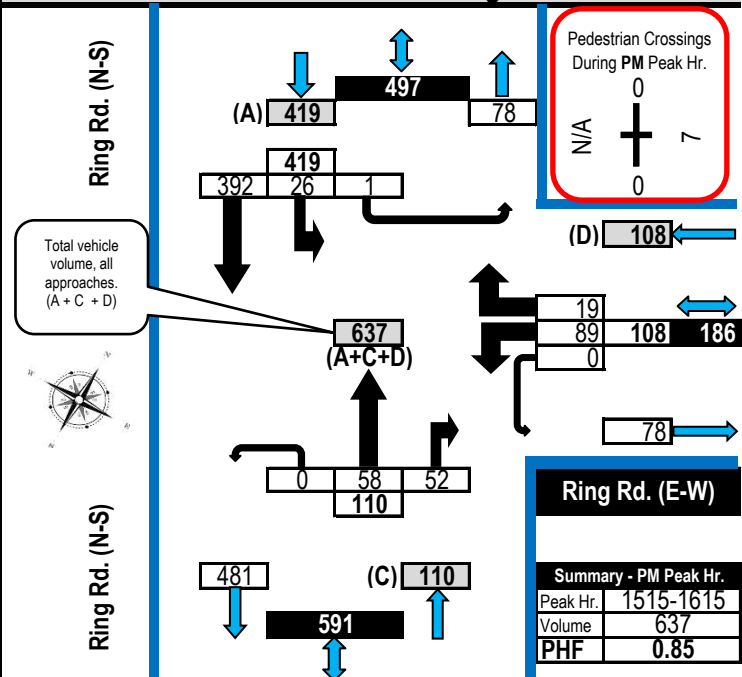 Ring Rd. (N-S)
497
(A) 419
78
Pedestrian Crossings
During PM Peak Hr.
0
N/A
7
0
419
392 26 1
(D) 108
Total vehicle
volume, all
approaches.
(A + C + D)
637
(A+C+D)
19
89 108 186
0
78
0 58 52
110
Ring Rd. (N-S)
481
(C) 110
591
Ring Rd. (E-W)
Summary - PM Peak Hr.
Peak Hr. 1515-1615
Volume 637
PHF 0.85